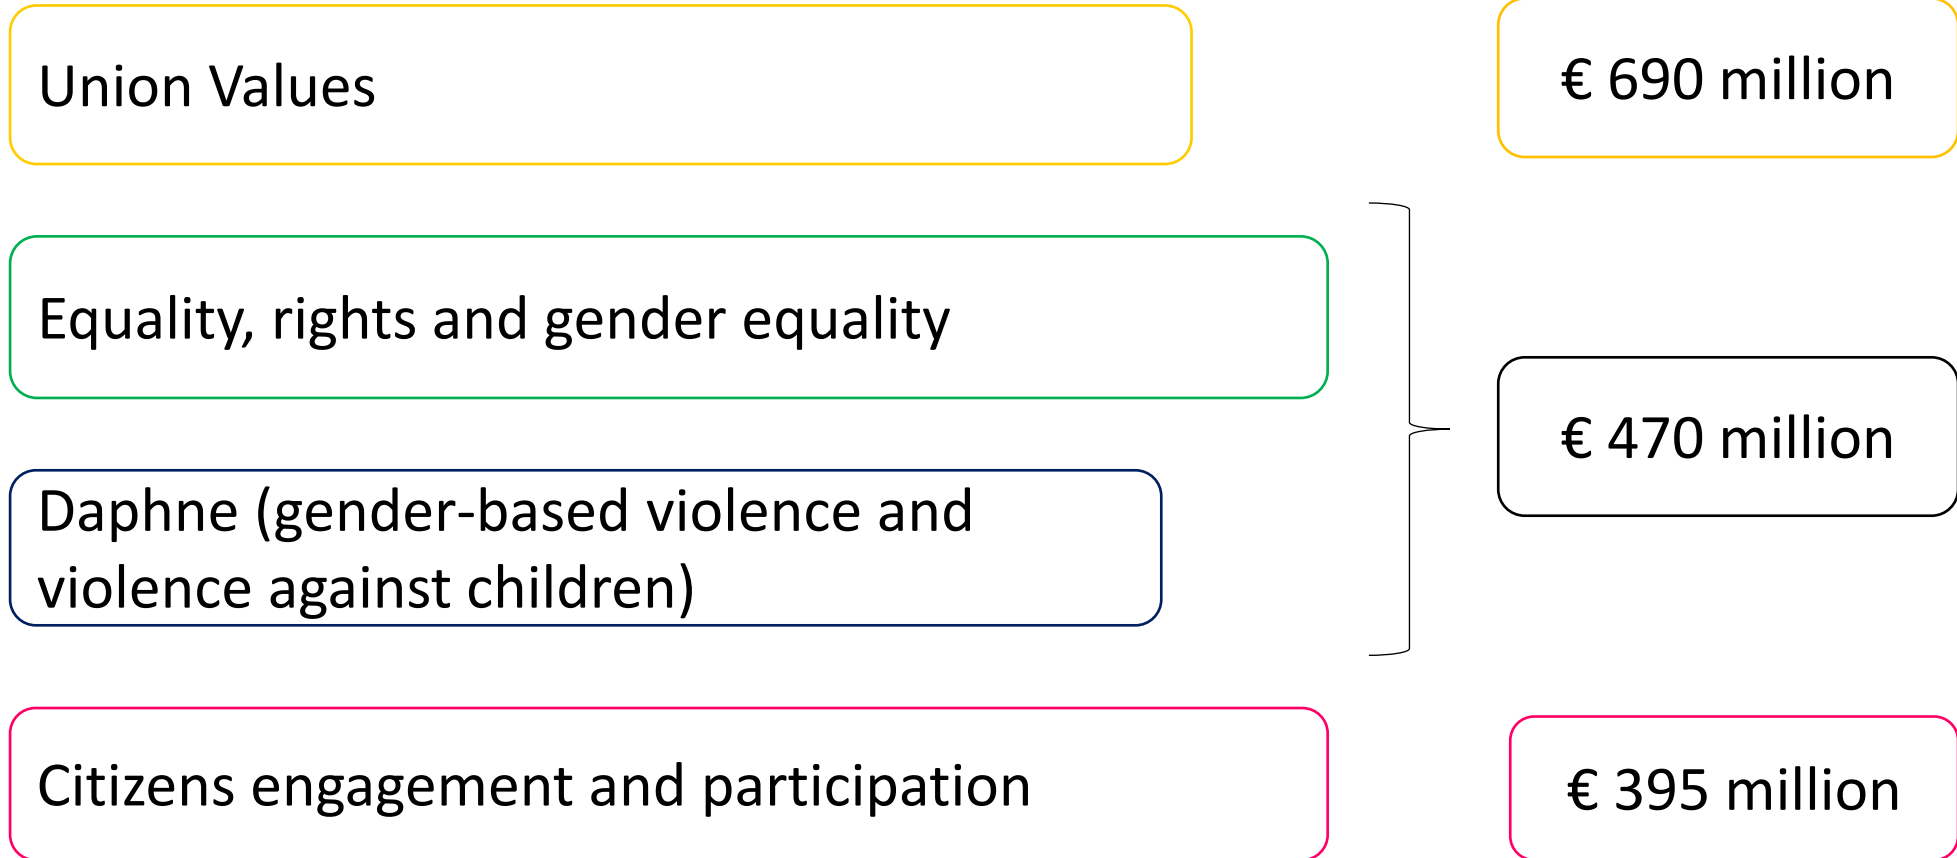 Union Values
€ 690 million
Equality, rights and gender equality
Daphne (gender-based violence and
violence against children)
€ 470 million
Citizens engagement and participation
€ 395 million